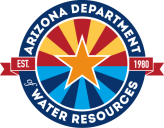 ARIZONA DEPARTMENT
EST. 1980
of
WATER RESOURCES